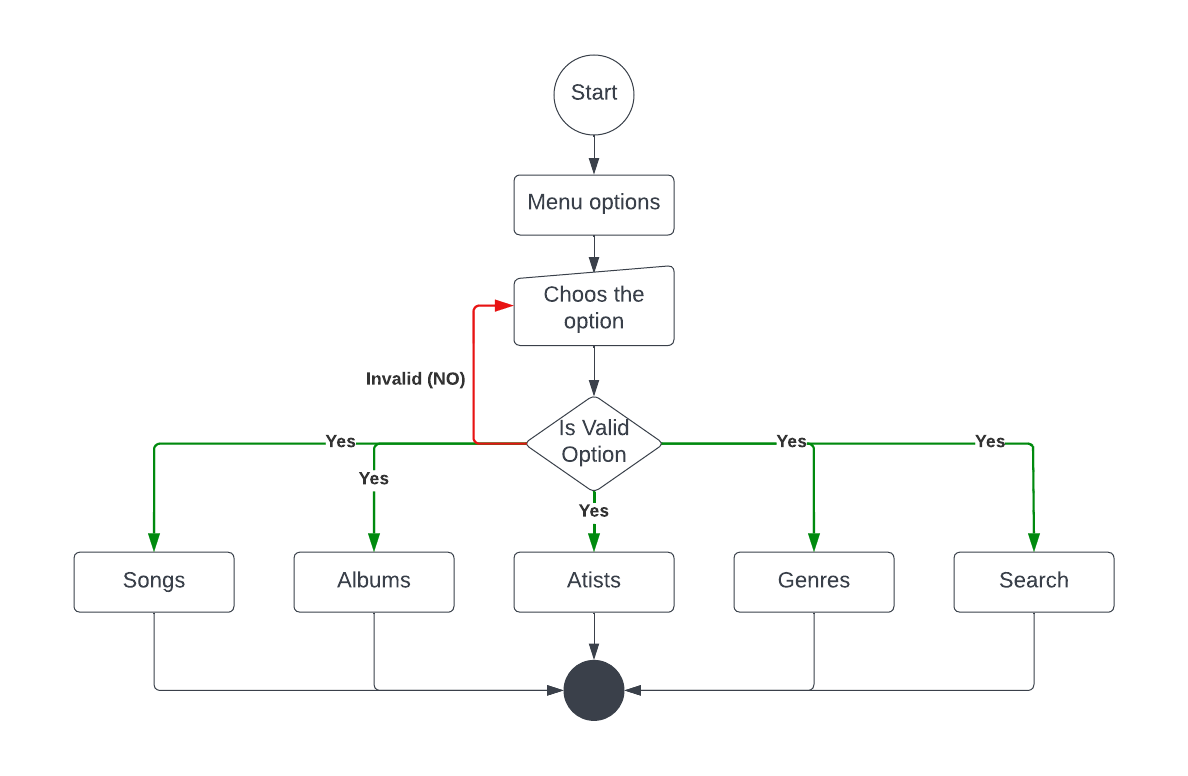 Start
Menu options
Choos the
option
Invalid (NO)
Is Valid
Option
Yes
Yes
Yes
Yes
Yes
Songs
Albums
Atists
Genres
Search